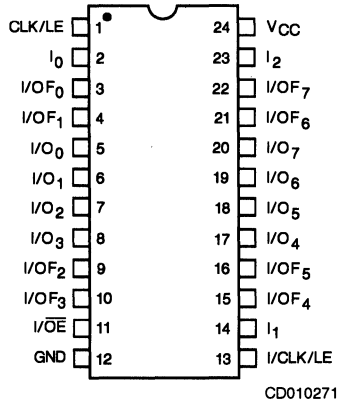 CLK/LE 1 24 VCC
I0 2 23 I2
I/OF0 3 22 I/OF7
I/OF1 4 21 I/OF6
I/O0 5 20 I/O7
I/O1 6 19 I/O6
I/O2 7 18 I/O5
I/O3 8 17 I/O4
I/OF2 9 16 I/OF5
I/OF3 10 15 I/OF4
I/O̅E̅ 11 14 I1
GND 12 13 I/CLK/LE
CD010271